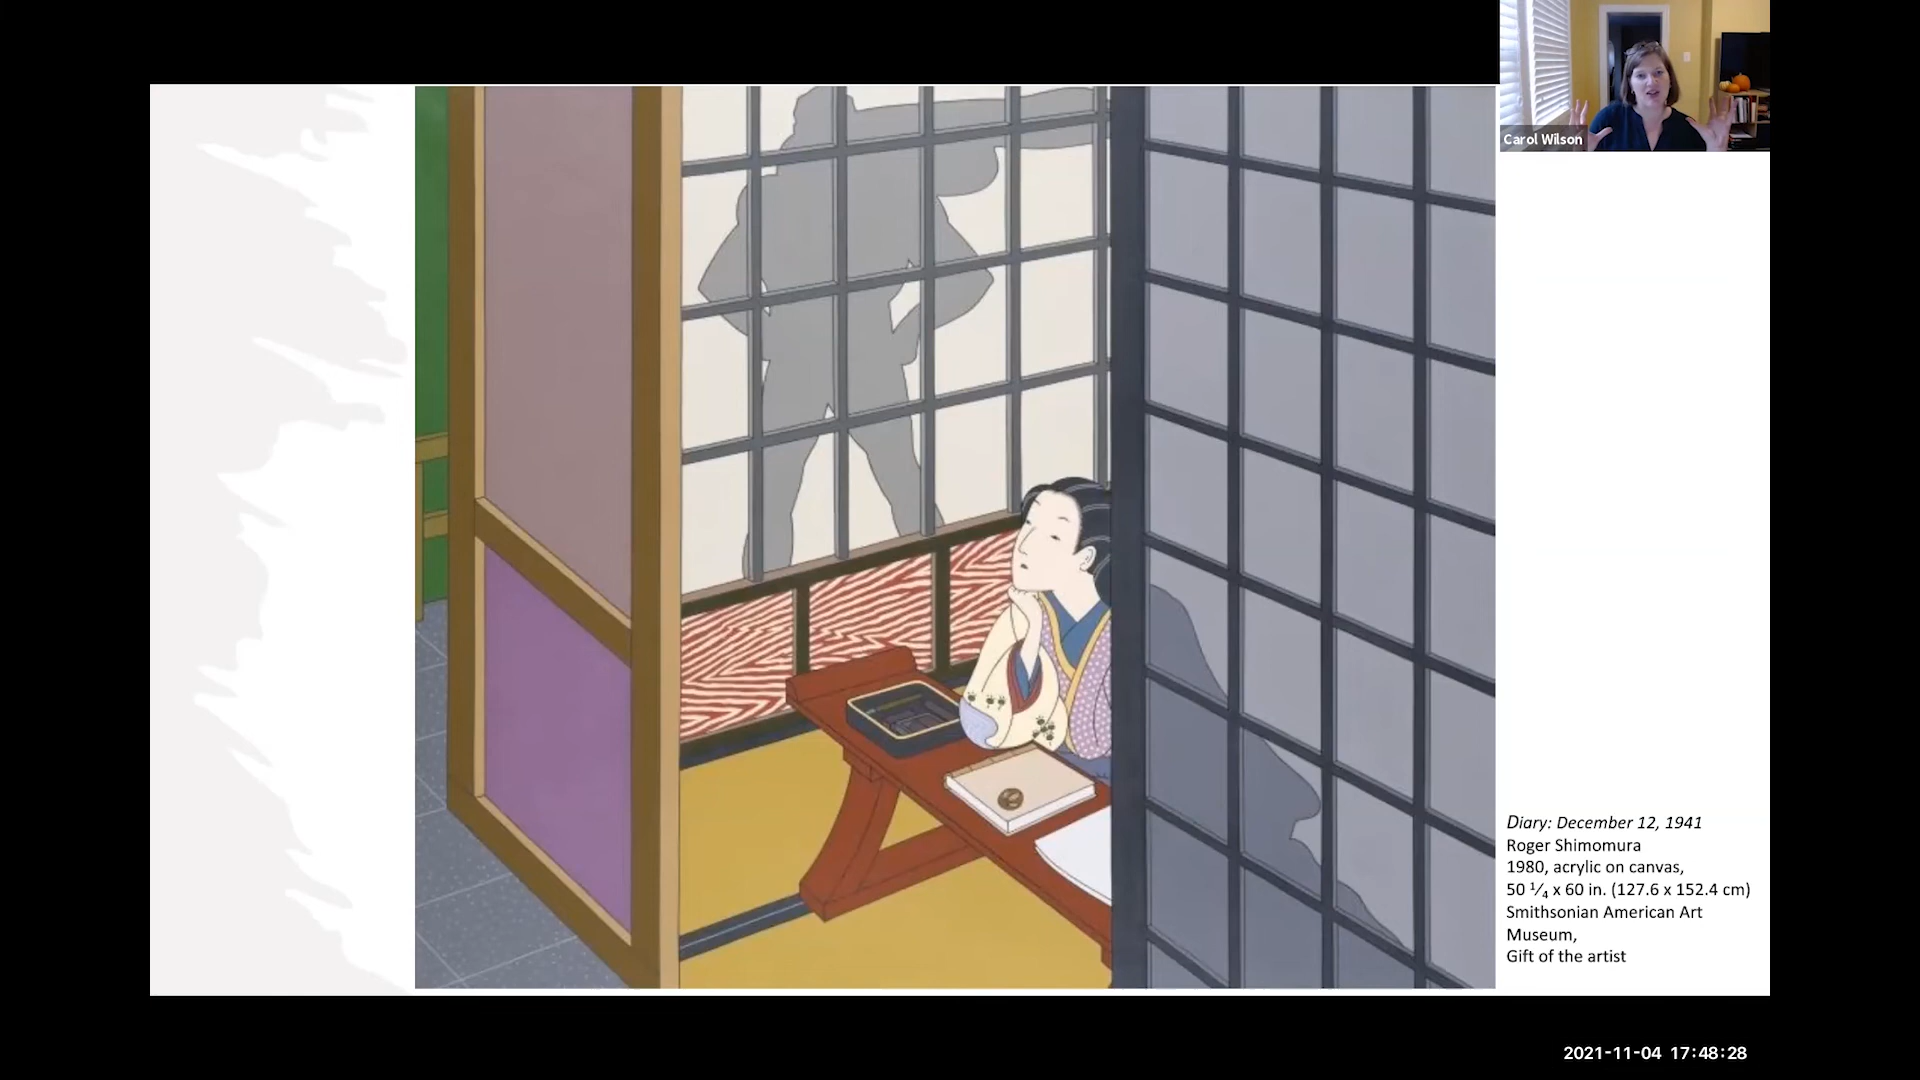 Carol Wilson
Diary: December 12, 1941
Roger Shimomura
1980, acrylic on canvas,
50 ¹⁄₄ x 60 in. (127.6 x 152.4 cm)
Smithsonian American Art
Museum,
Gift of the artist
2021-11-04 17:48:28